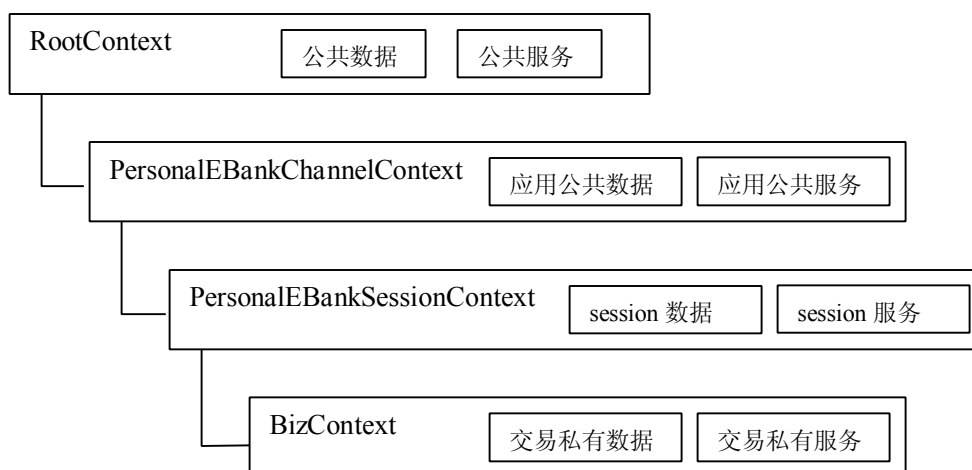 RootContext 公共数据 公共服务
PersonalEBankChannelContext 应用公共数据 应用公共服务
PersonalEBankSessionContext session 数据 session 服务
BizContext 交易私有数据 交易私有服务